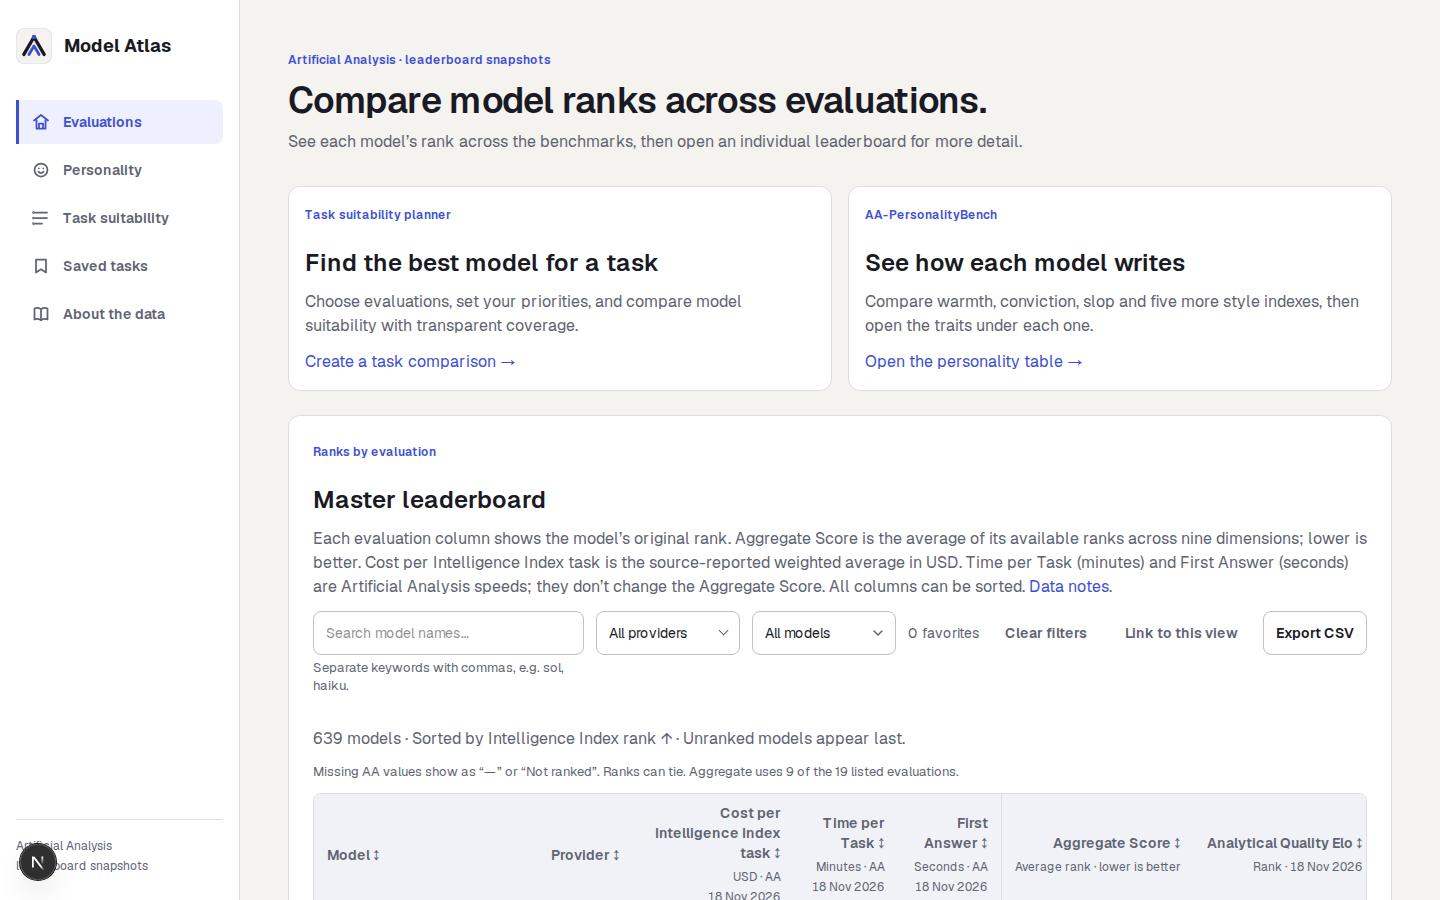 Model Atlas
Evaluations
Personality
Task suitability
Saved tasks
About the data
Artificial Analysis · leaderboard snapshots
Compare model ranks across evaluations.
See each model’s rank across the benchmarks, then open an individual leaderboard for more detail.
Task suitability planner
Find the best model for a task
Choose evaluations, set your priorities, and compare model
suitability with transparent coverage.
Create a task comparison →
AA-PersonalityBench
See how each model writes
Compare warmth, conviction, slop and five more style indexes, then
open the traits under each one.
Open the personality table →
Ranks by evaluation
Master leaderboard
Each evaluation column shows the model’s original rank. Aggregate Score is the average of its available ranks across nine dimensions; lower is
better. Cost per Intelligence Index task is the source-reported weighted average in USD. Time per Task (minutes) and First Answer (seconds)
are Artificial Analysis speeds; they don’t change the Aggregate Score. All columns can be sorted. Data notes.
Search model names…
All providers
All models
0 favorites
Clear filters
Link to this view
Export CSV
Separate keywords with commas, e.g. sol,
haiku.
639 models · Sorted by Intelligence Index rank ↑ · Unranked models appear last.
Missing AA values show as “—” or “Not ranked”. Ranks can tie. Aggregate uses 9 of the 19 listed evaluations.
Model ↕
Provider ↕
Cost per
Intelligence Index
task ↕
USD · AA
18 Nov 2026
Time per
Task ↕
Minutes · AA
18 Nov 2026
First
Answer ↕
Seconds · AA
18 Nov 2026
Aggregate Score ↕
Average rank · lower is better
Analytical Quality Elo ↕
Rank · 18 Nov 2026
Analysis
snapshots
N